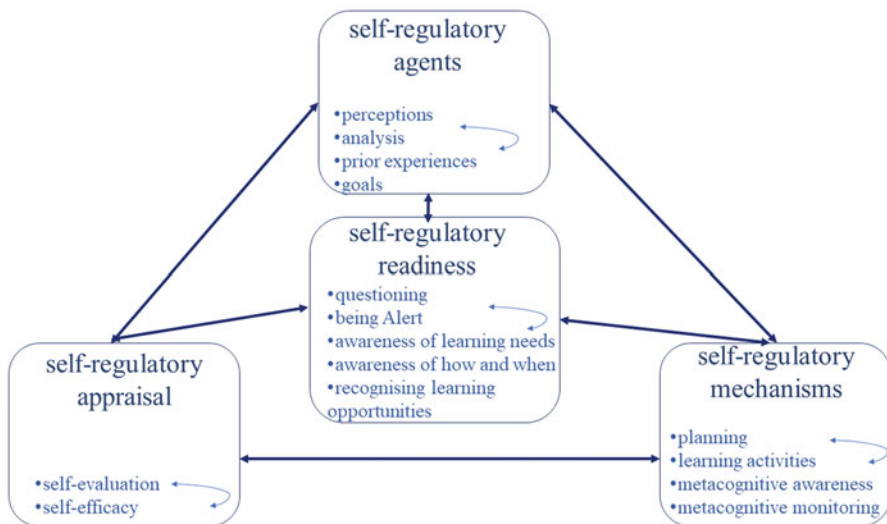 self-regulatory
agents
•perceptions
•analysis
•prior experiences
•goals
self-regulatory
readiness
•questioning
•being Alert
•awareness of learning needs
•awareness of how and when
•recognising learning
opportunities
self-regulatory
appraisal
•self-evaluation
•self-efficacy
self-regulatory
mechanisms
•planning
•learning activities
•metacognitive awareness
•metacognitive monitoring